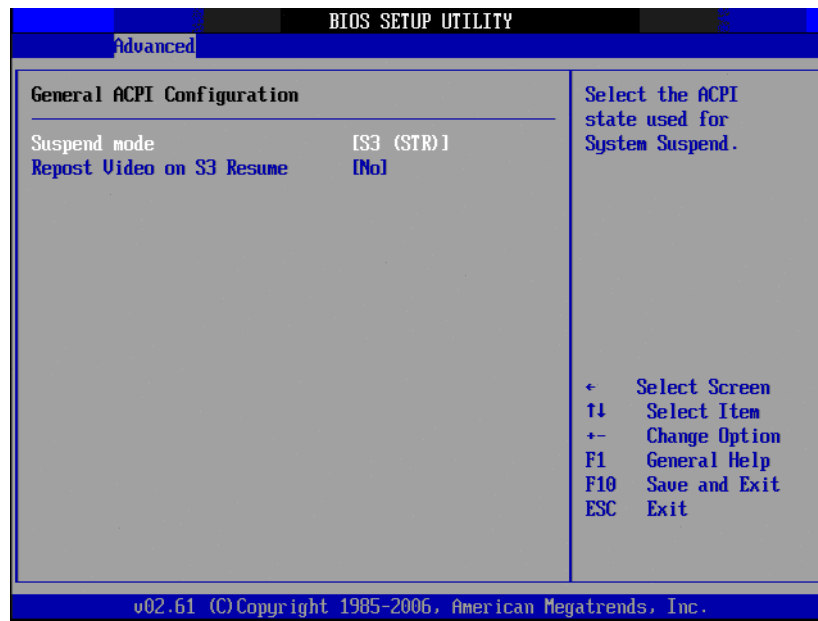 BIOS SETUP UTILITY
Advanced
General ACPI Configuration
Suspend mode [S3 (STR)]
Repost Video on S3 Resume [No]
Select the ACPI
state used for
System Suspend.
← Select Screen
↑↓ Select Item
+- Change Option
F1 General Help
F10 Save and Exit
ESC Exit
v02.61 (C)Copyright 1985-2006, American Megatrends, Inc.